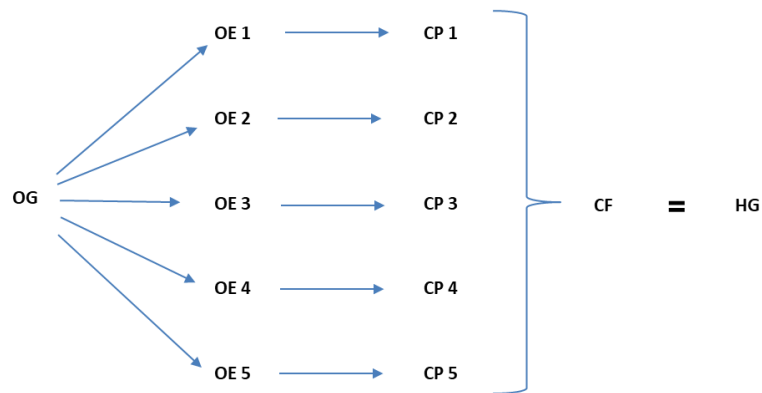 OE 1 CP 1
OE 2 CP 2
OG OE 3 CP 3 CF = HG
OE 4 CP 4
OE 5 CP 5